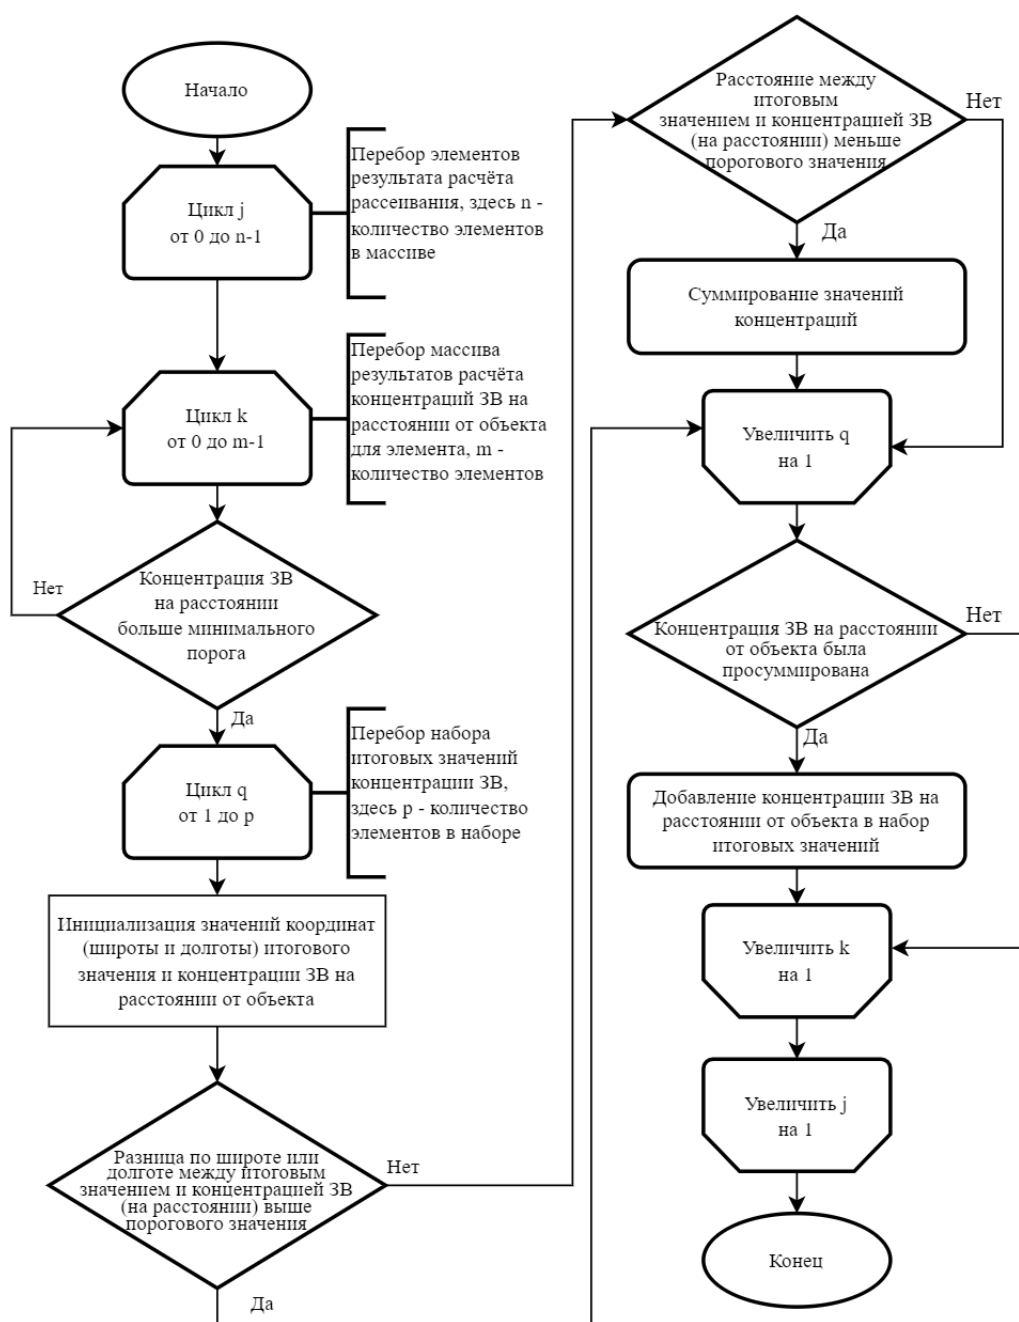 Начало
Цикл j
от 0 до n-1
Перебор элементов
результата расчёта
рассеивания, здесь n -
количество элементов
в массиве
Цикл k
от 0 до m-1
Перебор массива
результатов расчёта
концентраций ЗВ на
расстоянии от объекта
для элемента, m -
количество элементов
Концентрация ЗВ
на расстоянии
больше минимального
порога
Нет
Да
Цикл q
от 1 до p
Перебор набора
итоговых значений
концентрации ЗВ,
здесь p - количество
элементов в наборе
Инициализация значений координат
(широты и долготы) итогового
значения и концентрации ЗВ на
расстоянии от объекта
Разница по широте или
долготе между итоговым
значением и концентрацией ЗВ
(на расстоянии) выше
порогового значения
Нет
Да
Расстояние между
итоговым
значением и концентрацией ЗВ
(на расстоянии) меньше
порогового значения
Нет
Да
Суммирование значений
концентраций
Увеличить q
на 1
Концентрация ЗВ на расстоянии
от объекта была
просуммирована
Нет
Да
Добавление концентрации ЗВ на
расстоянии от объекта в набор
итоговых значений
Увеличить k
на 1
Увеличить j
на 1
Конец